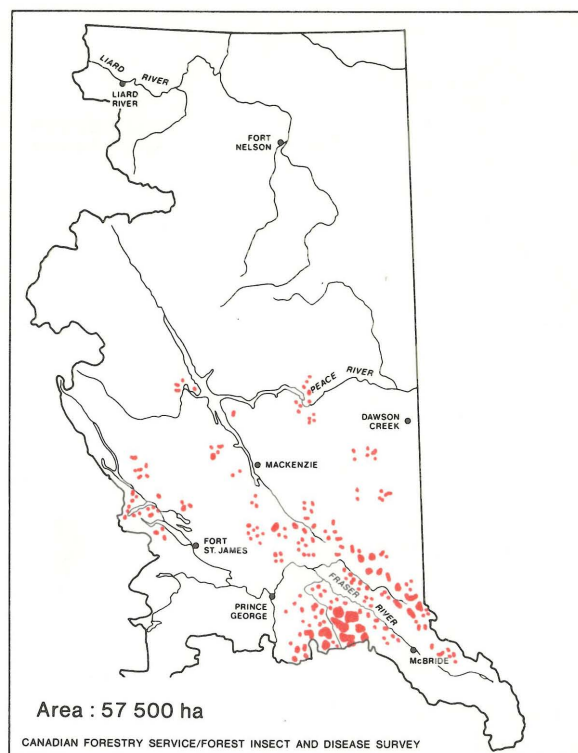 LIARD
RIVER
LIARD
RIVER
FORT
NELSON
PEACE RIVER
DAWSON
CREEK
MACKENZIE
FORT
ST. JAMES
FRASER
RIVER
PRINCE
GEORGE
McBRIDE
Area : 57 500 ha
CANADIAN FORESTRY SERVICE/FOREST INSECT AND DISEASE SURVEY